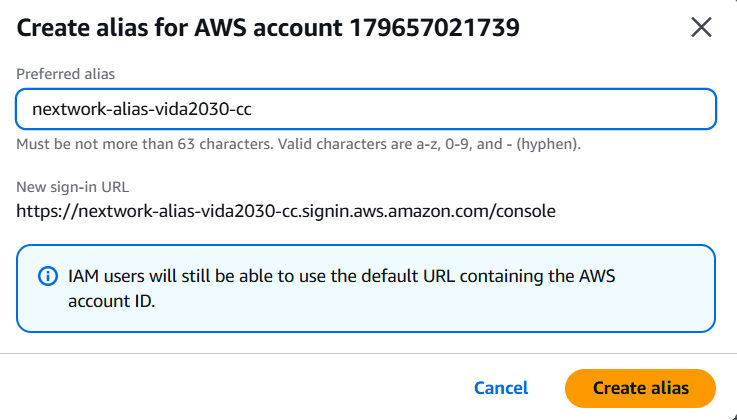 Create alias for AWS account 179657021739
Preferred alias
nextwork-alias-vida2030-cc
Must be not more than 63 characters. Valid characters are a-z, 0-9, and - (hyphen).
New sign-in URL
https://nextwork-alias-vida2030-cc.signin.aws.amazon.com/console
IAM users will still be able to use the default URL containing the AWS
account ID.
Cancel
Create alias